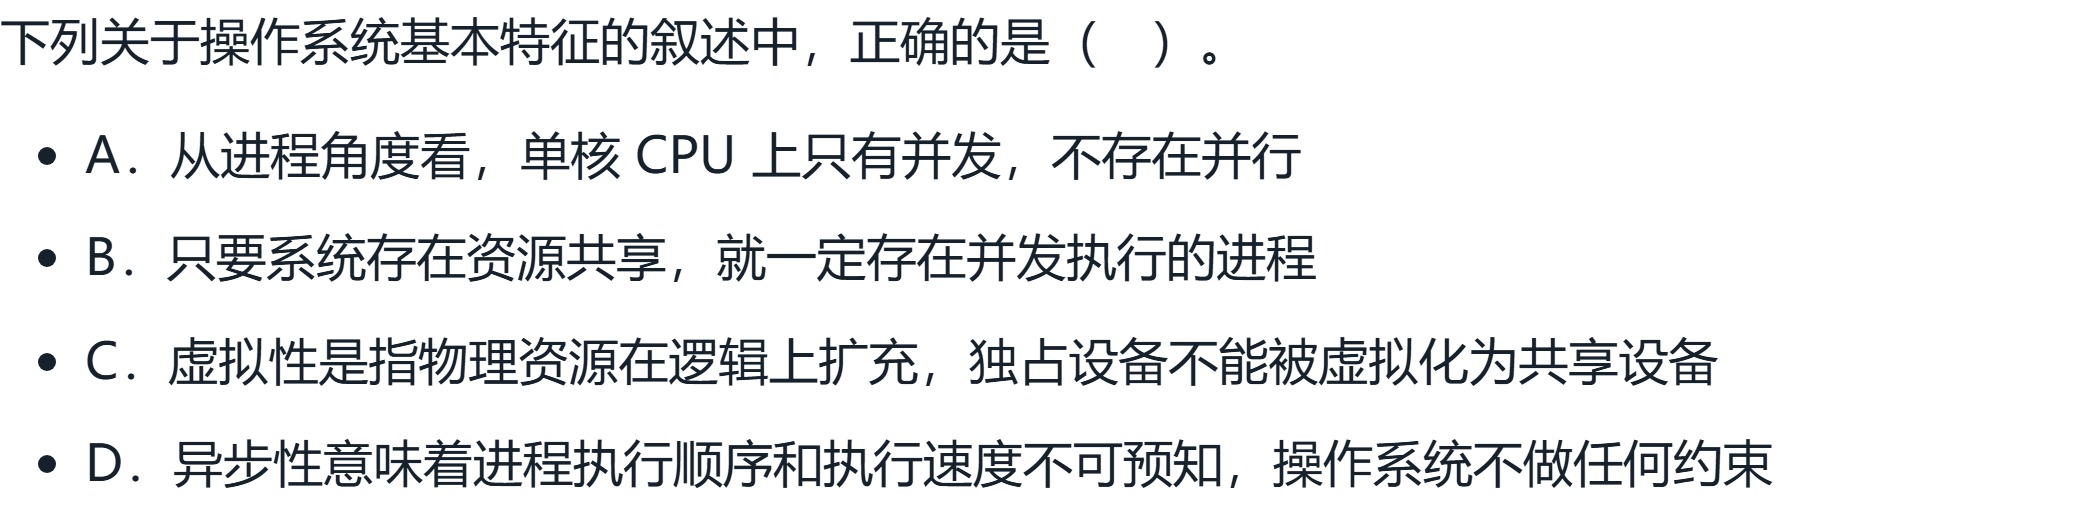 下列关于操作系统基本特征的叙述中，正确的是（　）。
• A．从进程角度看，单核 CPU 上只有并发，不存在并行
• B．只要系统存在资源共享，就一定存在并发执行的进程
• C．虚拟性是指物理资源在逻辑上扩充，独占设备不能被虚拟化为共享设备
• D．异步性意味着进程执行顺序和执行速度不可预知，操作系统不做任何约束